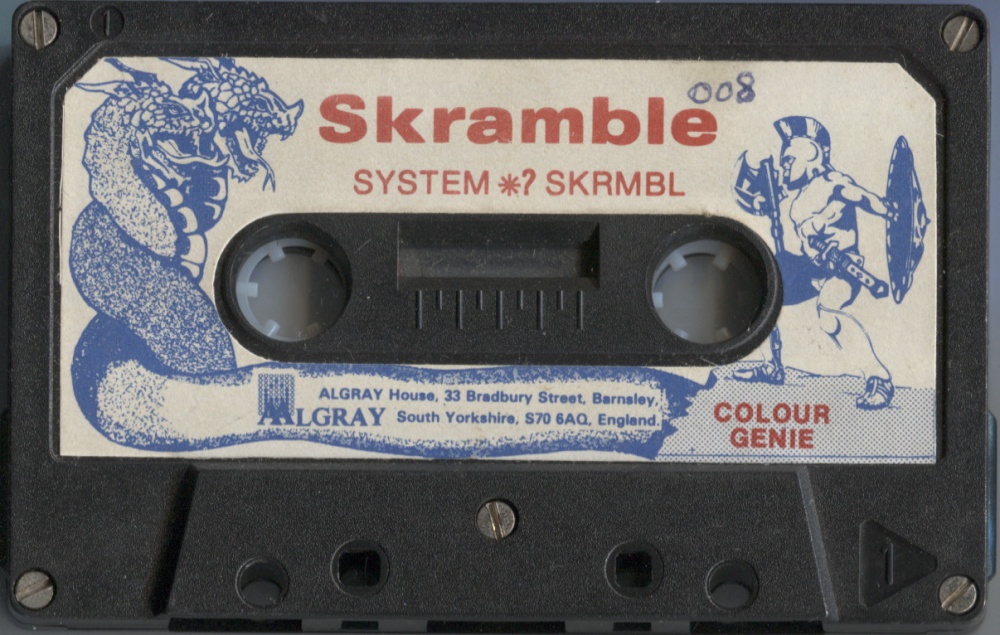 1
008
Skramble
SYSTEM *? SKRMBL
ALGRAY House, 33 Bradbury Street, Barnsley,
ALGRAY South Yorkshire, S70 6AQ, England.
COLOUR
GENIE
1